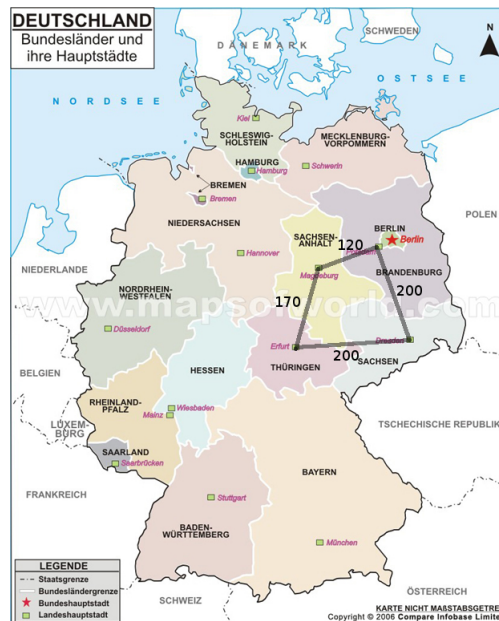 DEUTSCHLAND
Bundesländer und
ihre Hauptstädte
DÄNEMARK
SCHWEDEN
N
NORDSEE
OSTSEE
Kiel
SCHLESWIG-
HOLSTEIN
MECKLENBURG-
VORPOMMERN
HAMBURG
Hamburg
Schwerin
BREMEN
Bremen
NIEDERSACHSEN
POLEN
SACHSEN-
ANHALT
BERLIN
Berlin
120
Hannover
NIEDERLANDE
Magdeburg
BRANDENBURG
NORDRHEIN-
WESTFALEN
200
170
www.mapsofworld.com
Düsseldorf
Erfurt
Dresden
200
SACHSEN
THÜRINGEN
HESSEN
BELGIEN
RHEINLAND-
PFALZ
Wiesbaden
Mainz
LUXEM-
BURG
TSCHECHISCHE REPUBLIK
SAARLAND
Saarbrücken
BAYERN
FRANKREICH
Stuttgart
BADEN-
WÜRTTEMBERG
München
LEGENDE
Staatsgrenze
Bundesländergrenze
Bundeshauptstadt
Landeshauptstadt
SCHWEIZ
ÖSTERREICH
KARTE NICHT MAßSTABSGETRE
Copyright © 2006 Compare Infobase Limite